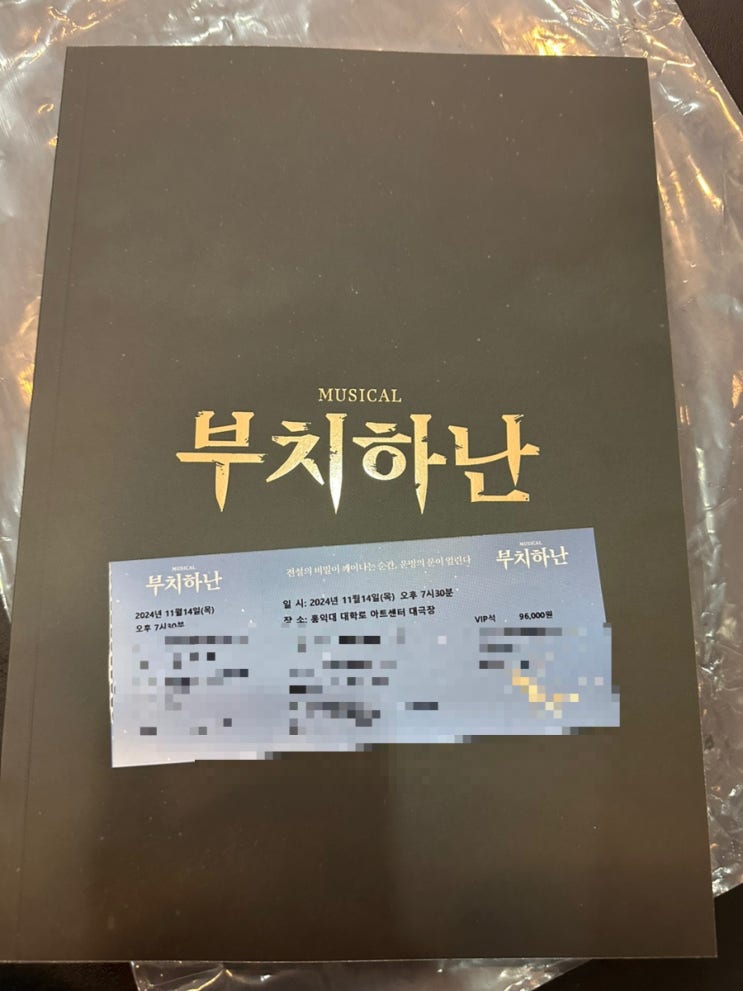 MUSICAL
부치하난
MUSICAL
부치하난
2024년 11월14일(목)
오후 7시30분
전설의 비밀이 깨어나는 순간, 운명의 문이 열린다
일 시: 2024년 11월14일(목) 오후 7시30분
장 소: 홍익대 대학로 아트센터 대극장
MUSICAL
부치하난
VIP석 96,000원